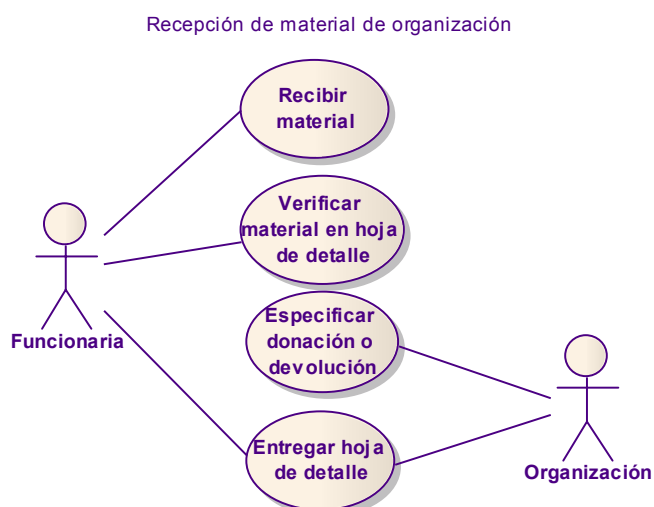 Recepción de material de organización
Recibir
material
Verificar
material en hoja
de detalle
Especificar
donación o
devolución
Entregar hoja
de detalle
Funcionaria
Organización